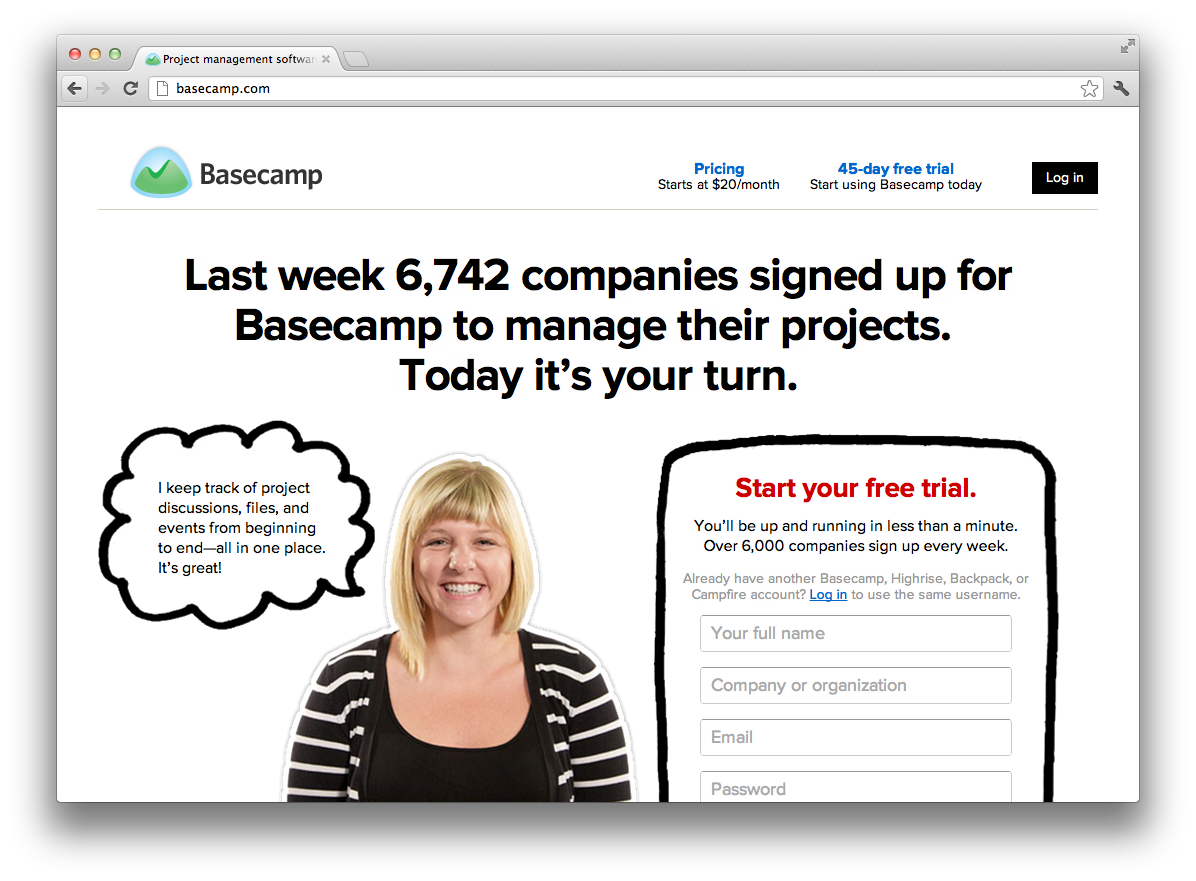 Project management softwar
basecamp.com
Basecamp
Pricing
Starts at $20/month
45-day free trial
Start using Basecamp today
Log in
Last week 6,742 companies signed up for
Basecamp to manage their projects.
Today it’s your turn.
I keep track of project
discussions, files, and
events from beginning
to end—all in one place.
It’s great!
Start your free trial.
You’ll be up and running in less than a minute.
Over 6,000 companies sign up every week.
Already have another Basecamp, Highrise, Backpack, or
Campfire account? Log in to use the same username.
Your full name
Company or organization
Email
Password